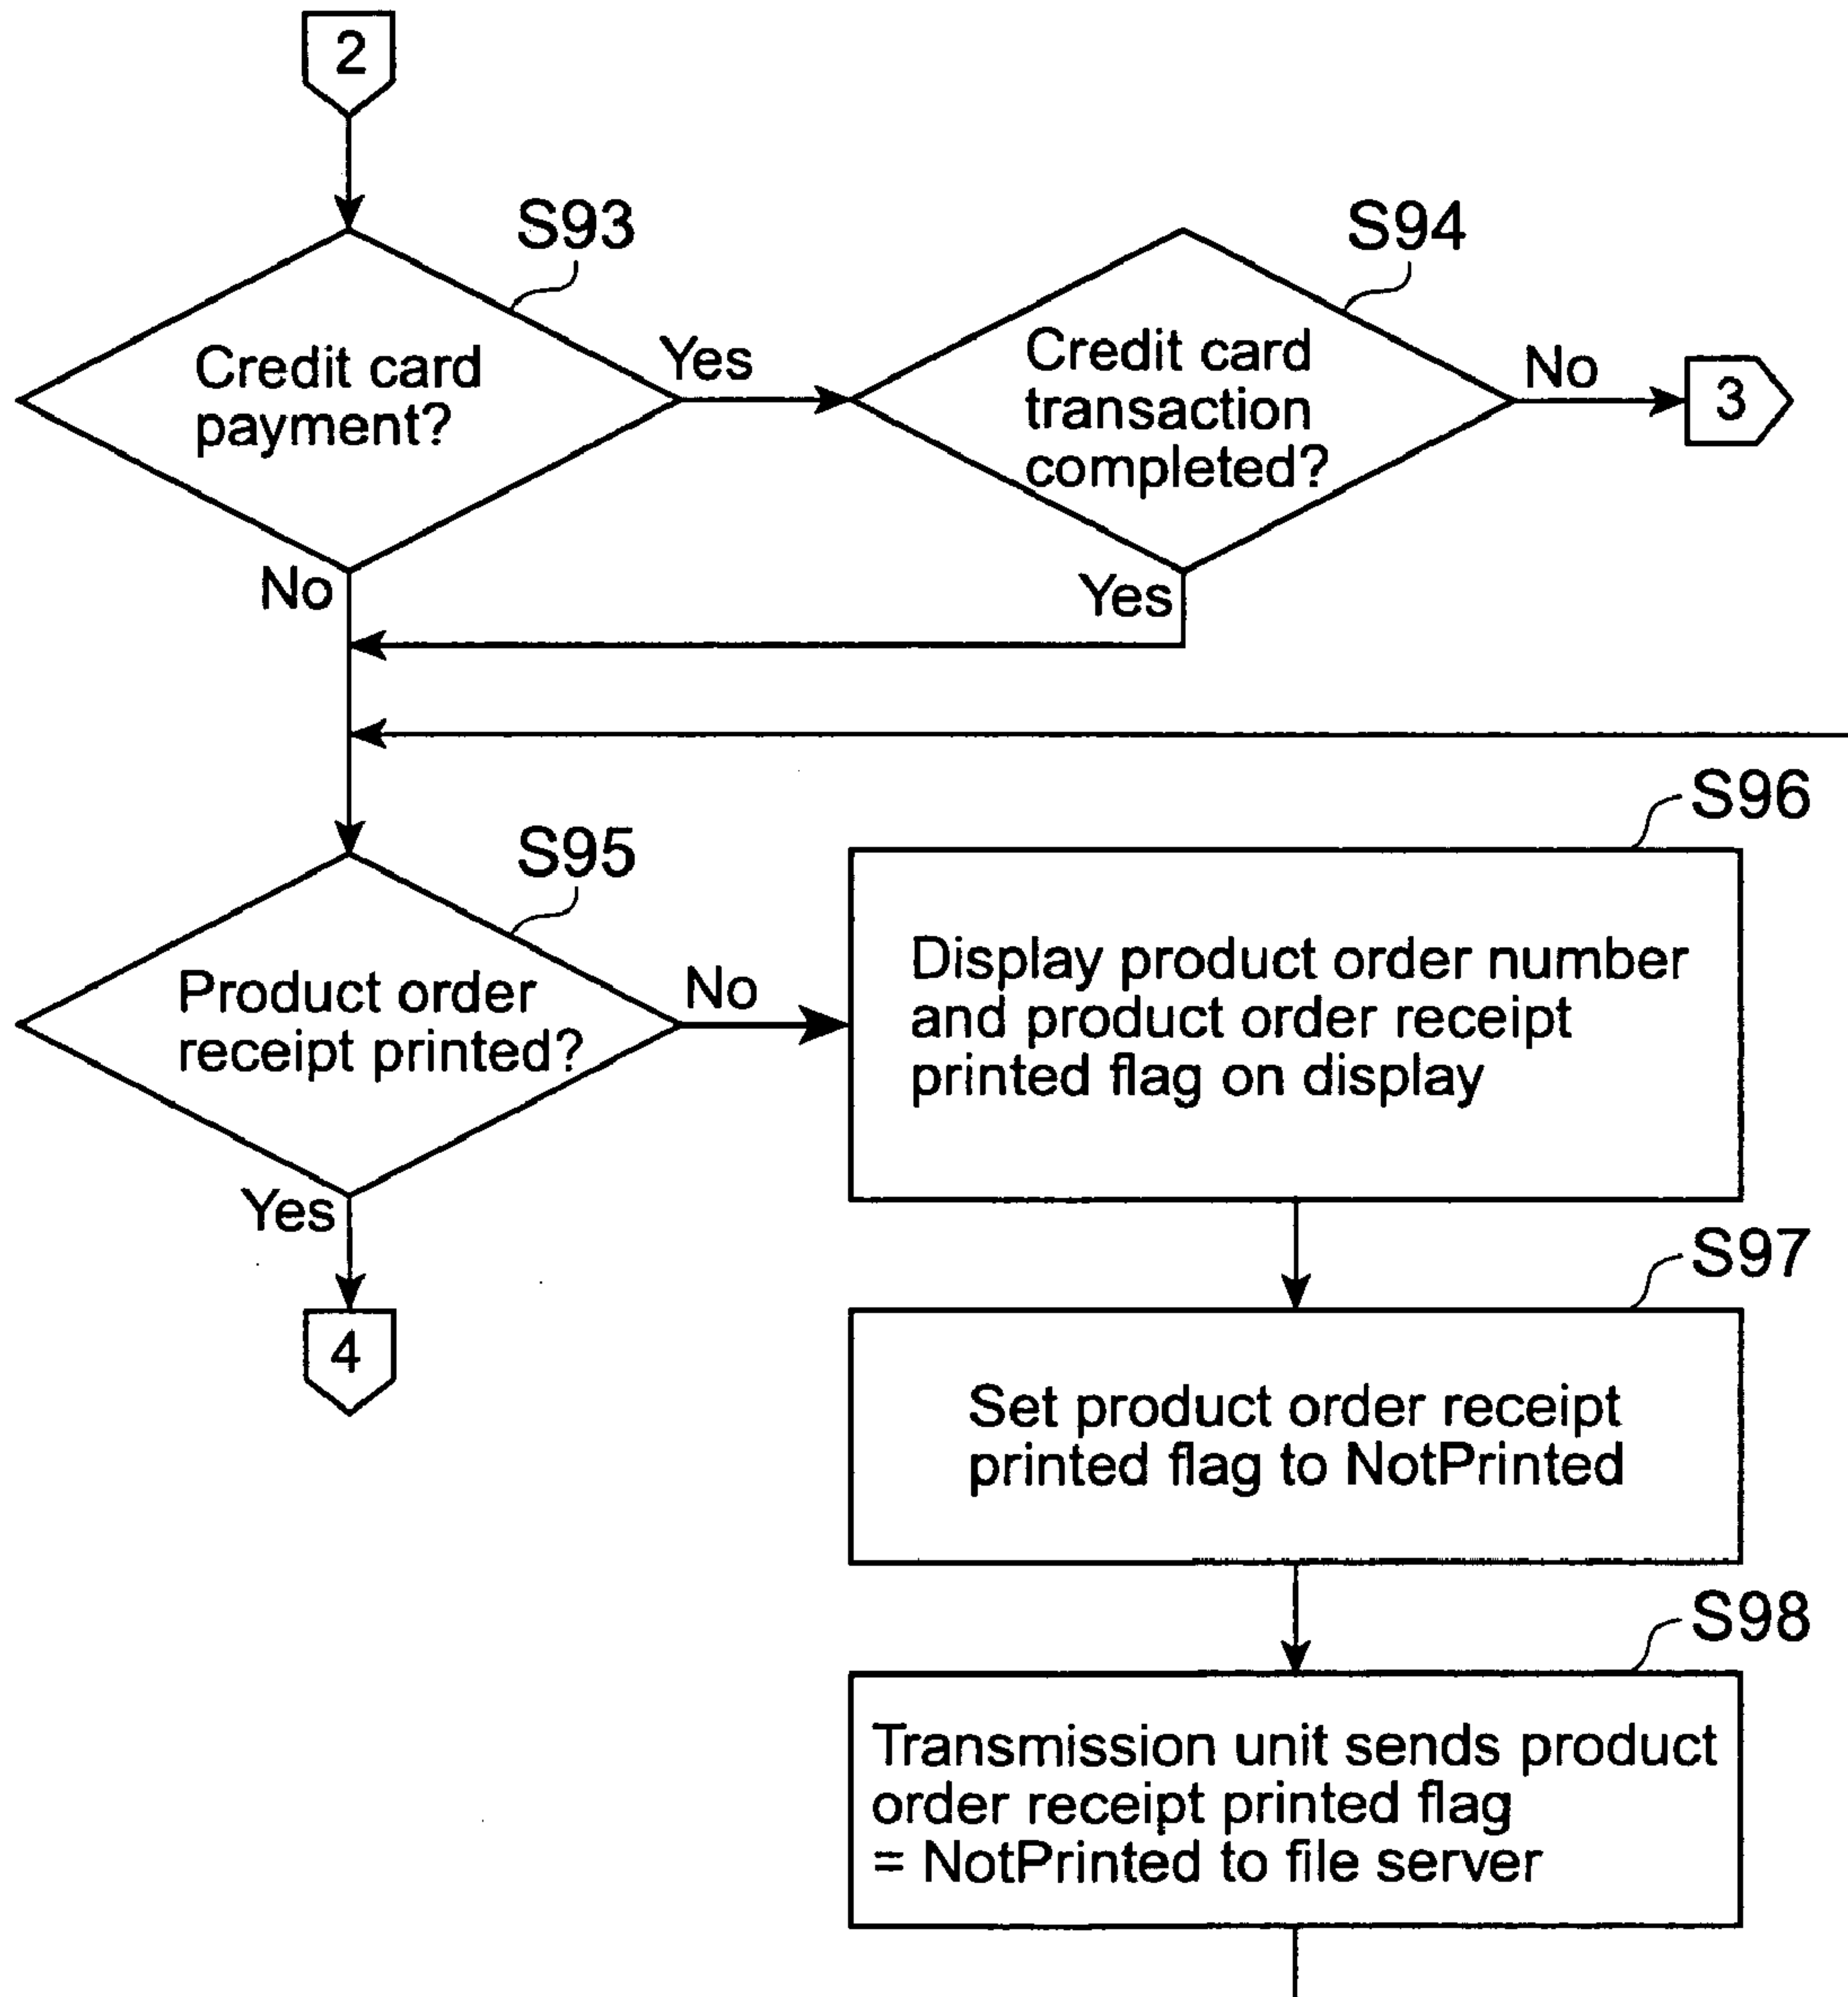 2
S93
Credit card
payment?
Yes
No
S94
Credit card
transaction
completed?
No
3
Yes
S95
Product order
receipt printed?
No
Yes
4
S96
Display product order number
and product order receipt
printed flag on display
S97
Set product order receipt
printed flag to NotPrinted
S98
Transmission unit sends product
order receipt printed flag
= NotPrinted to file server